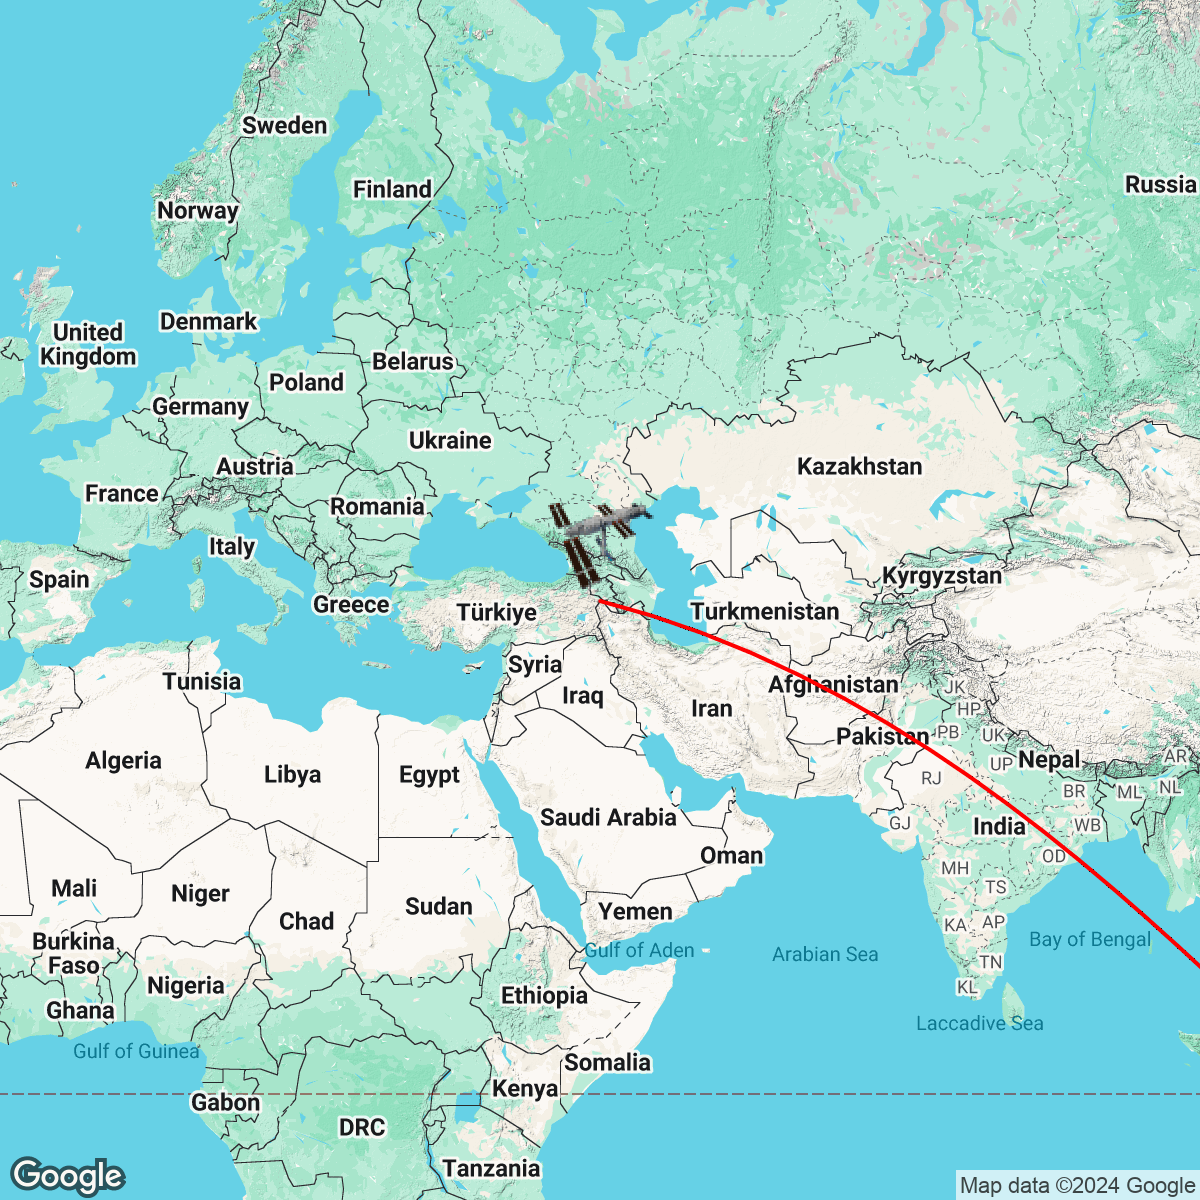 Sweden
Finland
Russia
Norway
Denmark
United
Kingdom
Belarus
Poland
Germany
Ukraine
Austria
Kazakhstan
France
Romania
Italy
Spain
Kyrgyzstan
Greece
Türkiye
Turkmenistan
Syria
Tunisia
Afghanistan
JK
Iraq
Iran
HP
Pakistan
PB
UK
Algeria
Libya
Egypt
UP
Nepal
AR
RJ
BR
ML
NL
Saudi Arabia
GJ
India
WB
Oman
OD
MH
Mali
Niger
TS
Chad
Sudan
Yemen
KA
AP
Burkina
Faso
Gulf of Aden
Arabian Sea
Bay of Bengal
TN
Nigeria
Ethiopia
KL
Ghana
Laccadive Sea
Gulf of Guinea
Somalia
Kenya
Gabon
DRC
Tanzania
Google
Map data ©2024 Google